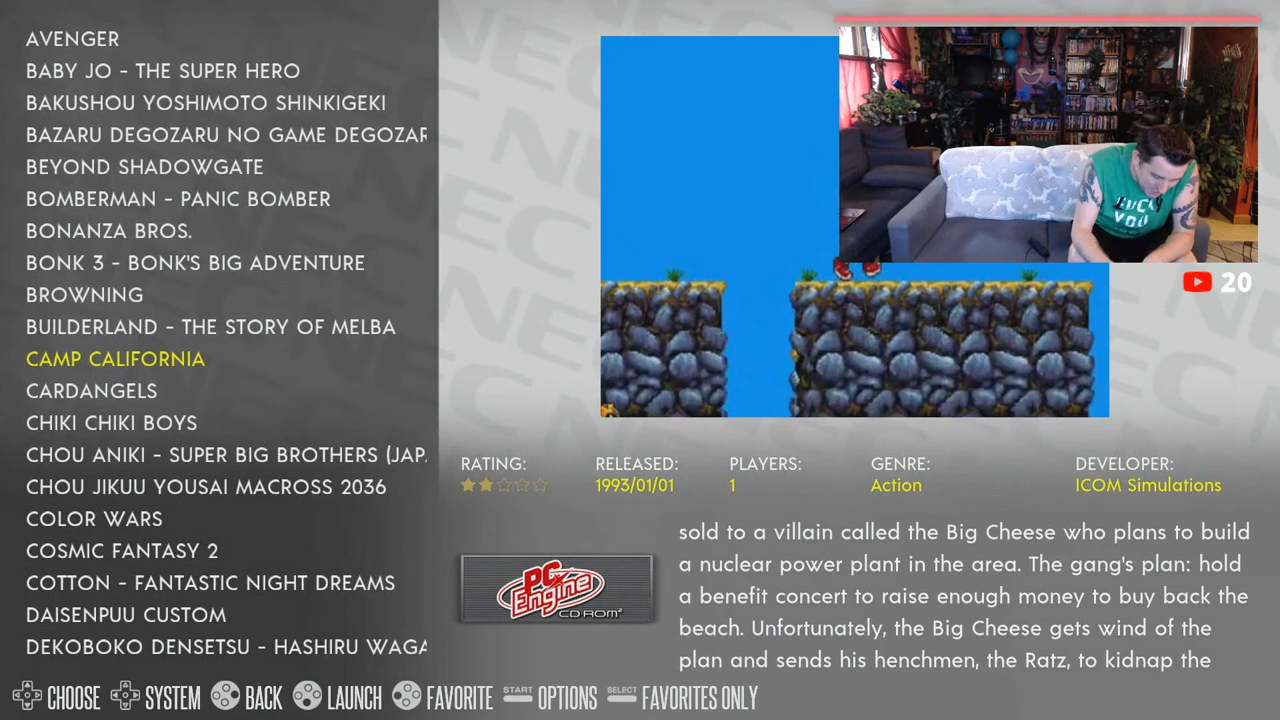 AVENGER
BABY JO - THE SUPER HERO
BAKUSHOU YOSHIMOTO SHINKIGEKI
BAZARU DEGOZARU NO GAME DEGOZAR
BEYOND SHADOWGATE
BOMBERMAN - PANIC BOMBER
BONANZA BROS.
BONK 3 - BONK'S BIG ADVENTURE
BROWNING
BUILDERLAND - THE STORY OF MELBA
CAMP CALIFORNIA
CARDANGELS
CHIKI CHIKI BOYS
CHOU ANIKI - SUPER BIG BROTHERS (JAP.
CHOU JIKUU YOUSAI MACROSS 2036
COLOR WARS
COSMIC FANTASY 2
COTTON - FANTASTIC NIGHT DREAMS
DAISENPUU CUSTOM
DEKOBOKO DENSETSU - HASHIRU WAGA
NEC
YOU
20
RATING: RELEASED: PLAYERS: GENRE: DEVELOPER:
1993/01/01 1 Action ICOM Simulations
PC Engine
CD ROM²
sold to a villain called the Big Cheese who plans to build
a nuclear power plant in the area. The gang's plan: hold
a benefit concert to raise enough money to buy back the
beach. Unfortunately, the Big Cheese gets wind of the
plan and sends his henchmen, the Ratz, to kidnap the
CHOOSE SYSTEM BACK LAUNCH FAVORITE START OPTIONS SELECT FAVORITES ONLY